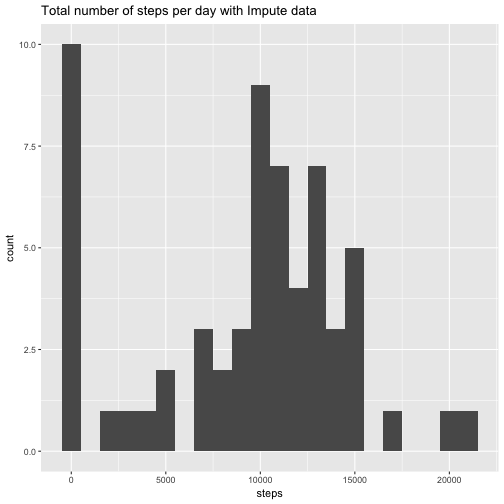 Total number of steps per day with Impute data
10.0
7.5
5.0
2.5
0.0
count
0 5000 10000 15000 20000
steps